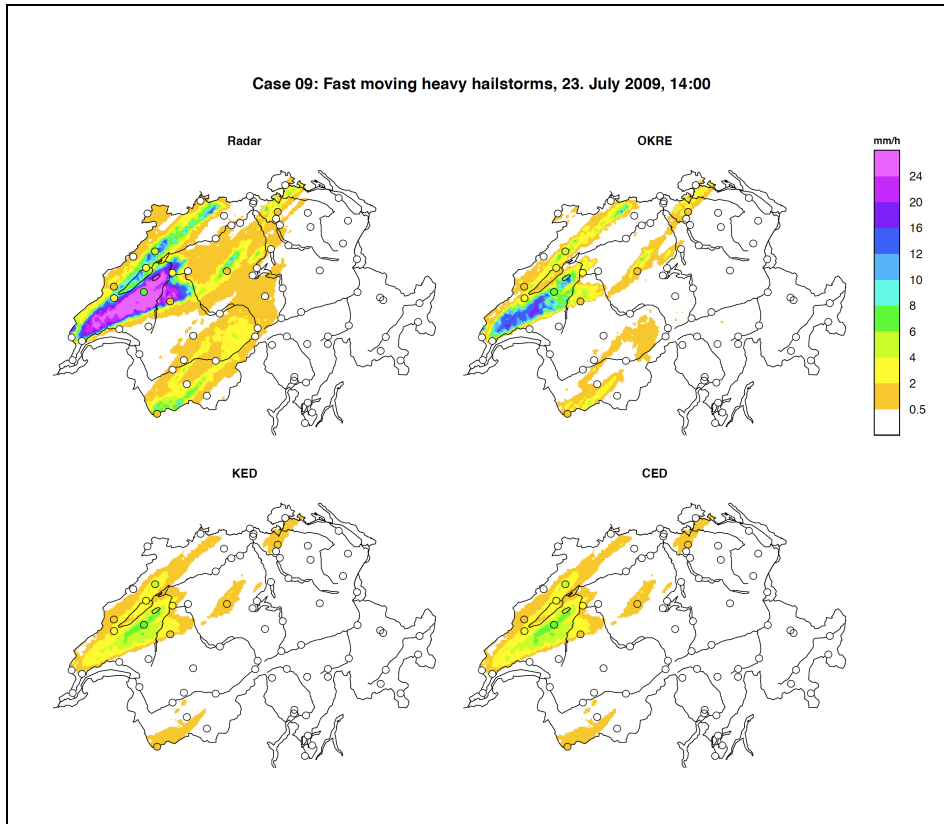 Case 09: Fast moving heavy hailstorms, 23. July 2009, 14:00
Radar
OKRE
mm/h
24
20
16
12
10
8
6
4
2
0.5
KED
CED